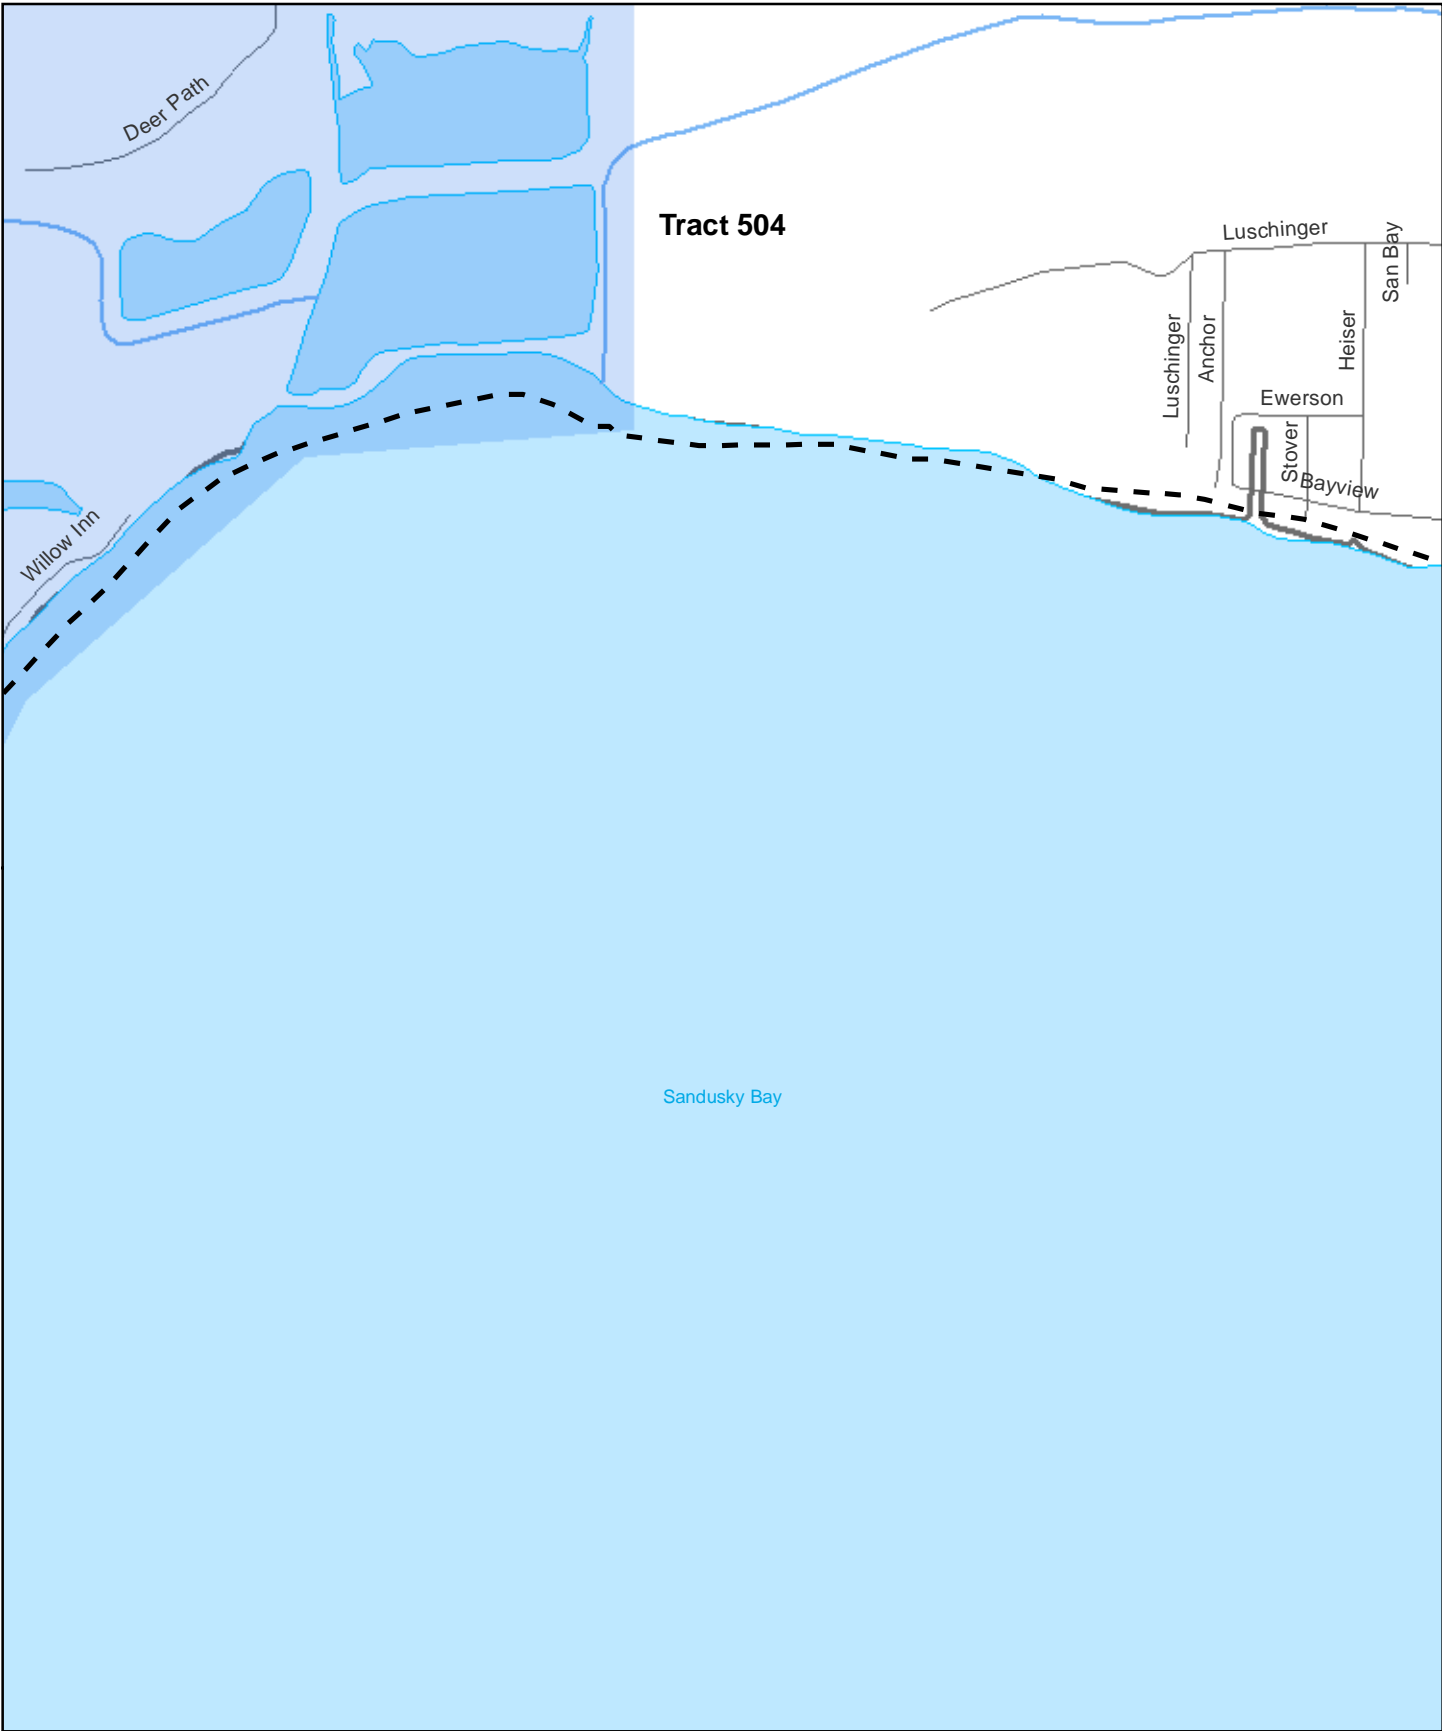 Deer Path
Tract 504
Luschinger
San Bay
Luschinger
Anchor
Heiser
Ewerson
Stover
Bayview
Willow Inn
Sandusky Bay